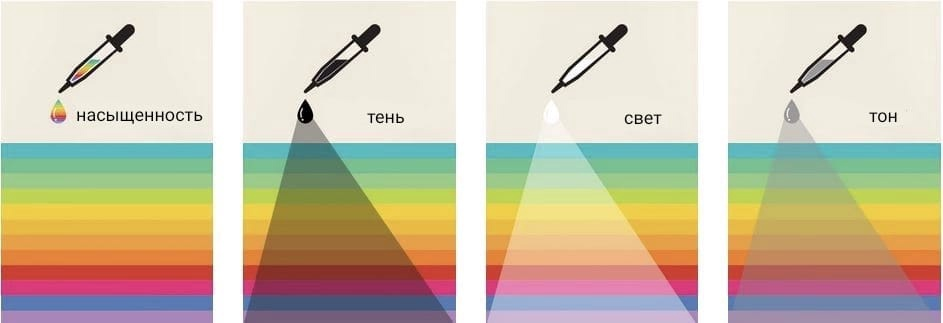 насыщенность
тень
свет
тон